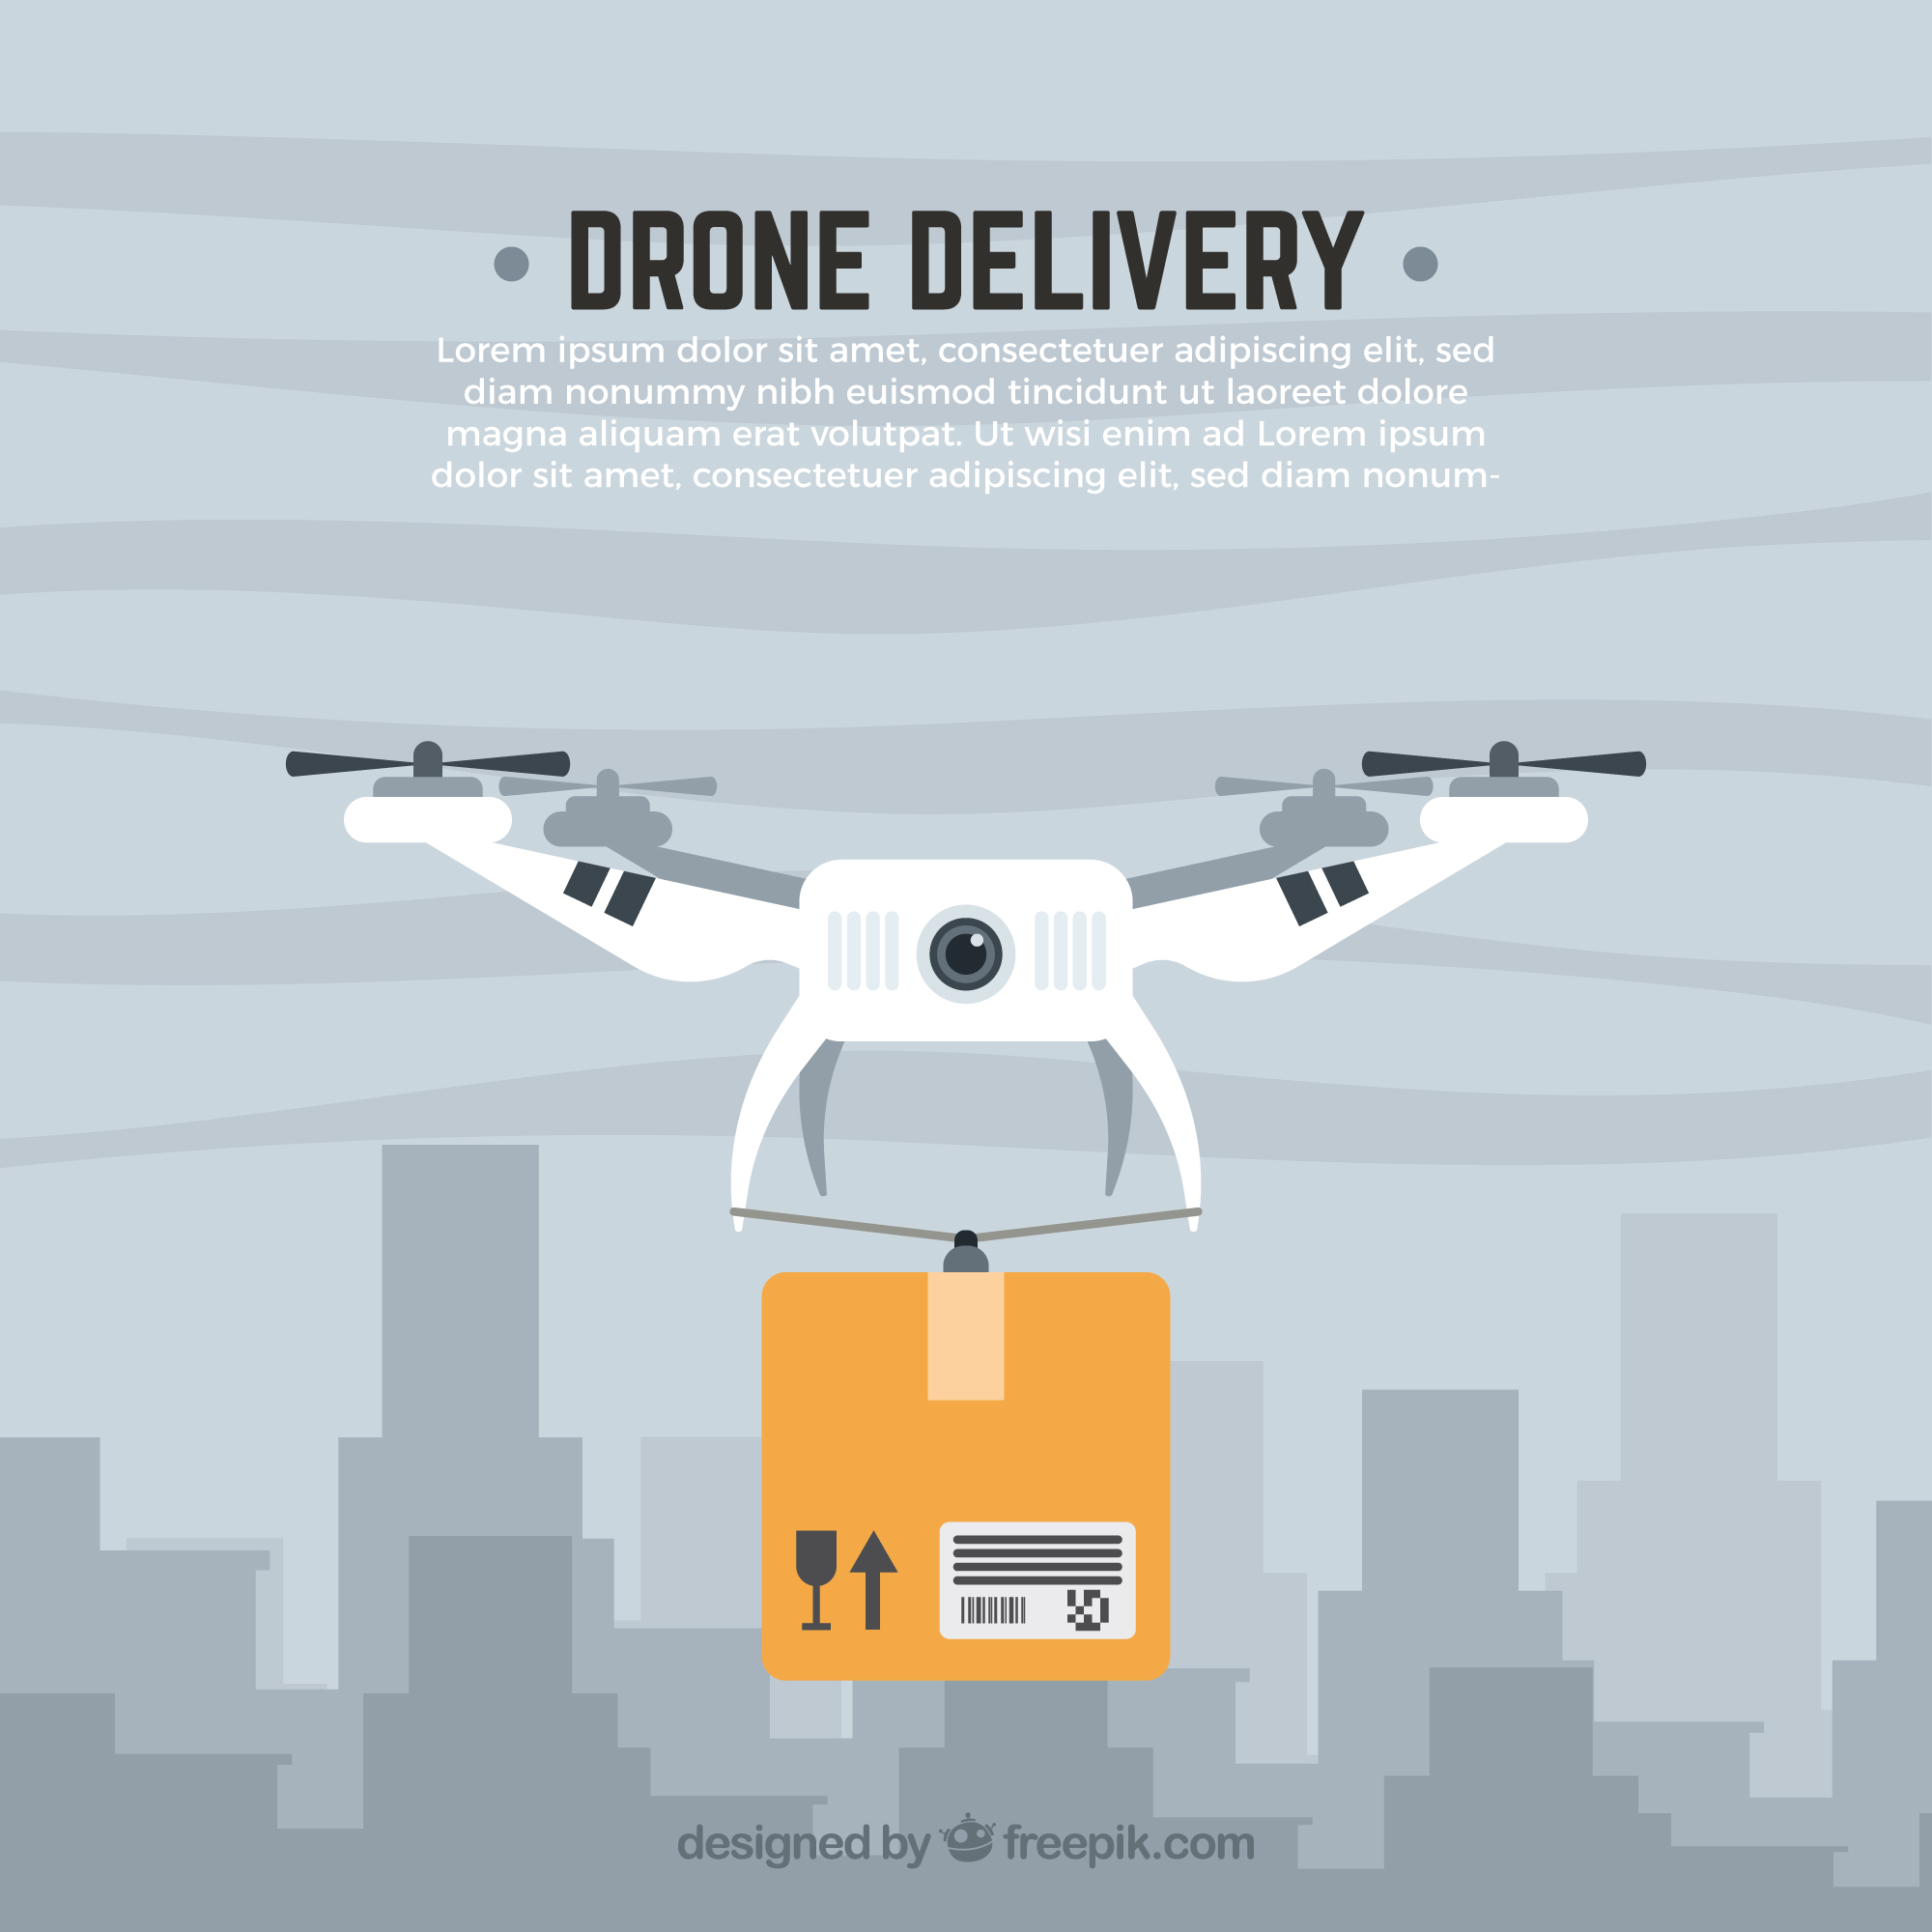 DRONE DELIVERY
Lorem ipsum dolor sit amet, consectetuer adipiscing elit, sed
diam nonummy nibh euismod tincidunt ut laoreet dolore
magna aliquam erat volutpat. Ut wisi enim ad Lorem ipsum
dolor sit amet, consectetuer adipiscing elit, sed diam nonum-
designed by freepik.com